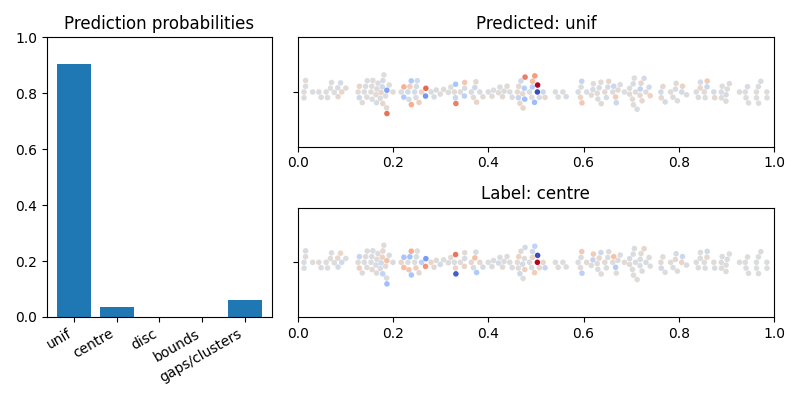 Prediction probabilities
1.0
0.8
0.6
0.4
0.2
0.0
unif
centre
disc
bounds
gaps/clusters
Predicted: unif
0.0 0.2 0.4 0.6 0.8 1.0
Label: centre
0.0 0.2 0.4 0.6 0.8 1.0